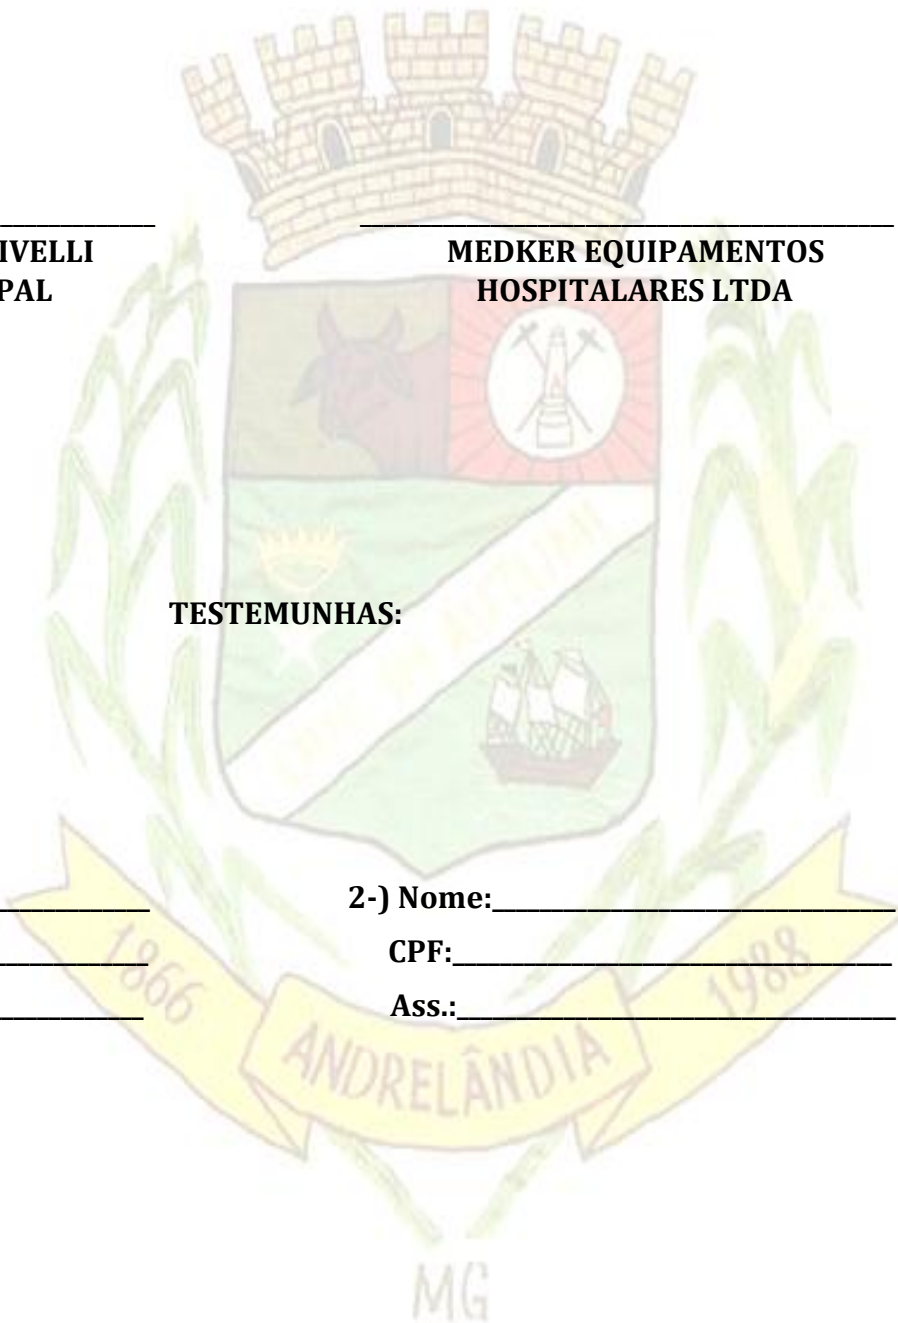 IVELLI
PAL
MEDKER EQUIPAMENTOS
HOSPITALARES LTDA
TESTEMUNHAS:
2-) Nome:
CPF:
Ass.:
1866
ANDRELÂNDIA
1988
MG